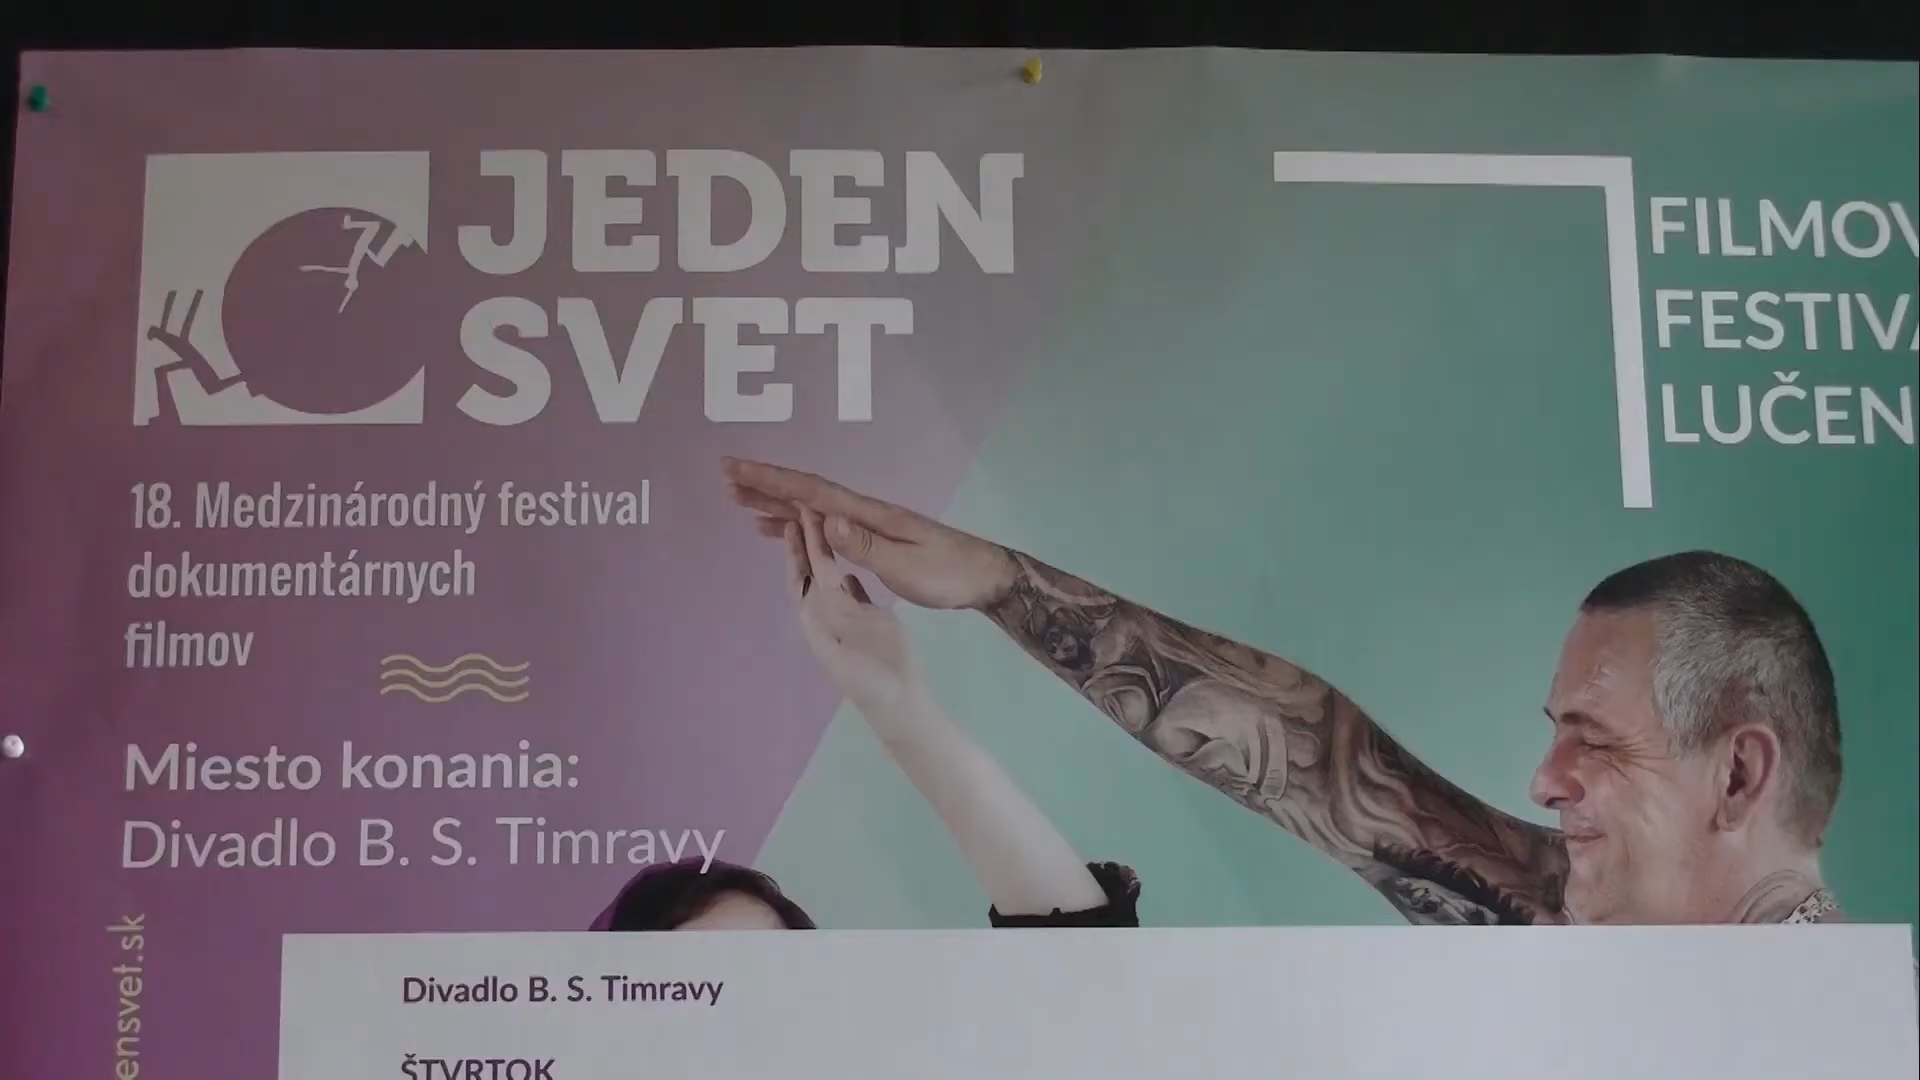 JEDEN
SVET
18. Medzinárodný festival
dokumentárnych
filmov
Miesto konania:
Divadlo B. S. Timravy
FILMOV
FESTIVA
LUČEN
ensvet.sk
Divadlo B. S. Timravy
ŠTVRTOK